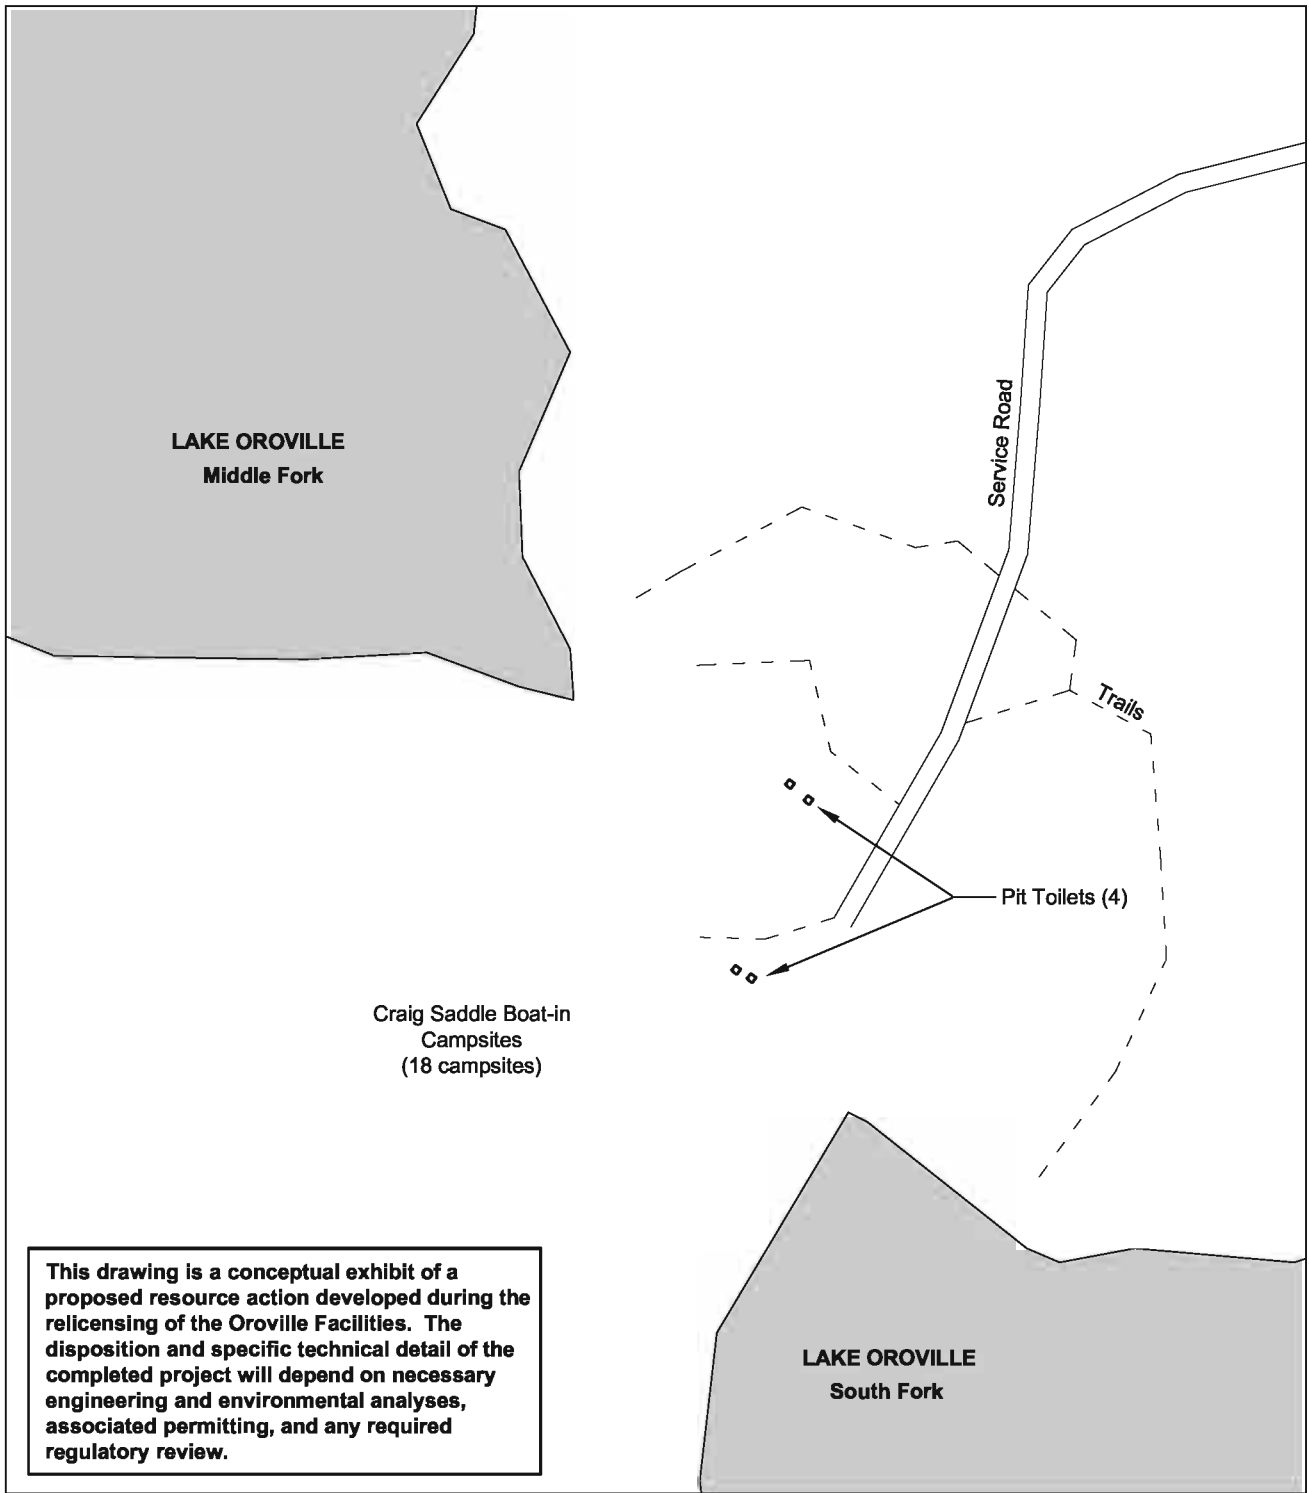 LAKE OROVILLE
Middle Fork
Service Road
Trails
Pit Toilets (4)
Craig Saddle Boat-in
Campsites
(18 campsites)
This drawing is a conceptual exhibit of a
proposed resource action developed during the
relicensing of the Oroville Facilities. The
disposition and specific technical detail of the
completed project will depend on necessary
engineering and environmental analyses,
associated permitting, and any required
regulatory review.
LAKE OROVILLE
South Fork